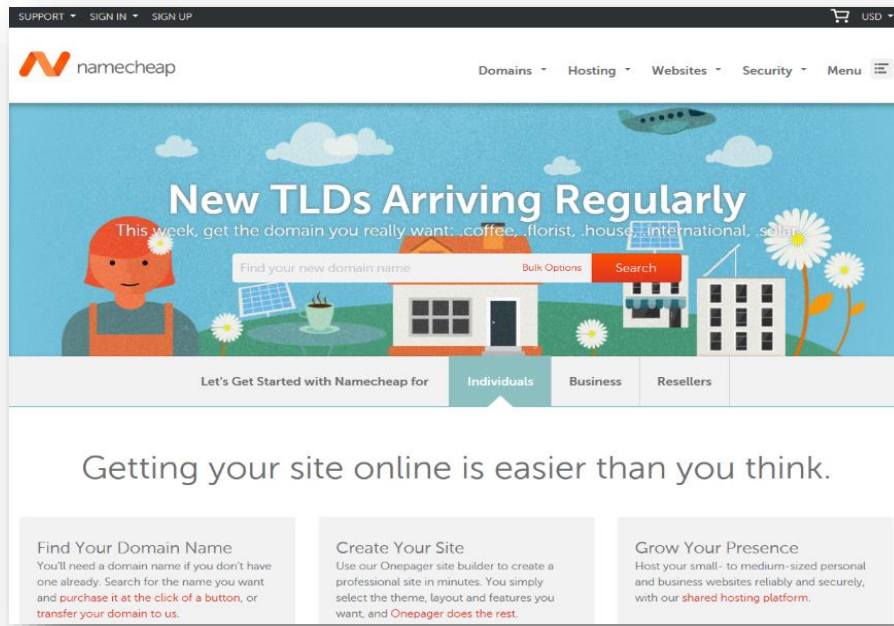 SUPPORT SIGN IN SIGN UP USD
namecheap
Domains Hosting Websites Security Menu
New TLDs Arriving Regularly
This week, get the domain you really want: .coffee, .florist, .house, .international, .solar
Find your new domain name Bulk Options Search
Let's Get Started with Namecheap for Individuals Business Resellers
Getting your site online is easier than you think.
Find Your Domain Name
You'll need a domain name if you don't have
one already. Search for the name you want
and purchase it at the click of a button, or
transfer your domain to us.
Create Your Site
Use our Onepager site builder to create a
professional site in minutes. You simply
select the theme, layout and features you
want, and Onepager does the rest.
Grow Your Presence
Host your small- to medium-sized personal
and business websites reliably and securely,
with our shared hosting platform.